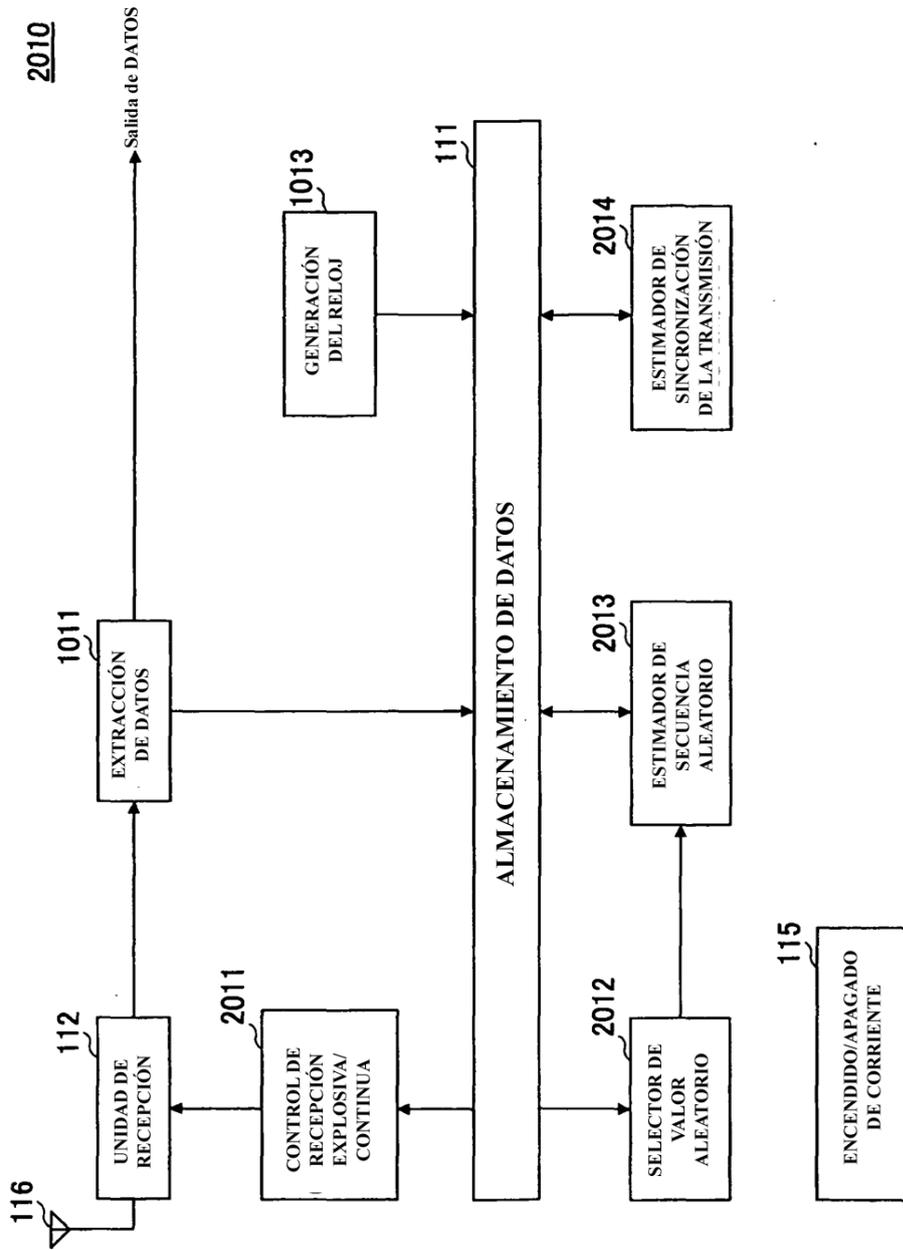 2010
116
112
UNIDAD DE
RECEPCIÓN
1011
EXTRACCIÓN
DE DATOS
Salida de DATOS
2011
CONTROL DE
RECEPCIÓN
EXPLOSIVA/
CONTINUA
1013
GENERACIÓN
DEL RELOJ
111
ALMACENAMIENTO DE DATOS
2012
SELECTOR DE
VALOR
ALEATORIO
2013
ESTIMADOR DE
SECUENCIA
ALEATORIO
2014
ESTIMADOR DE
SINCRONIZACIÓN
DE LA TRANSMISIÓN
115
ENCENDIDO/APAGADO
DE CORRIENTE